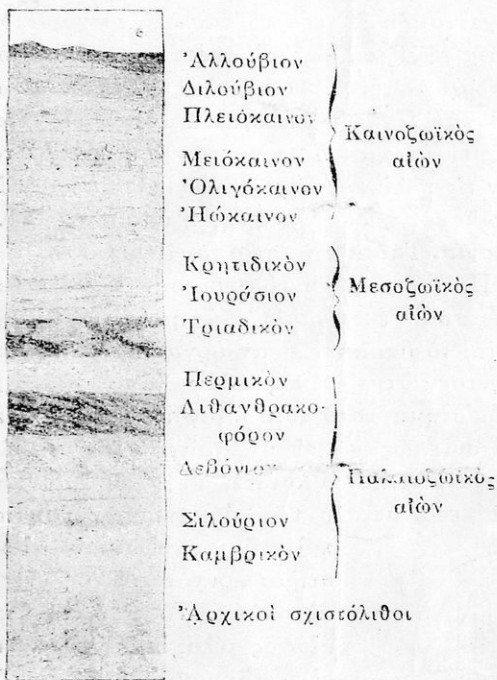 Ἀλλούβιον
Διλούβιον
Πλειόκαινον
Μειόκαινον
Ὀλιγόκαινον
Ἠώκαινον
Καινοζωϊκὸς
αἰὼν
Κρητιδικὸν
Ἰουράσιον
Τριαδικὸν
Μεσοζωϊκὸς
αἰὼν
Περμικὸν
Λιθανθρακο-
φόρον
Δεβόνιον
Σιλούριον
Καμβρικὸν
Παλαιοζωϊκὸς
αἰὼν
Ἀρχικοὶ σχιστόλιθοι